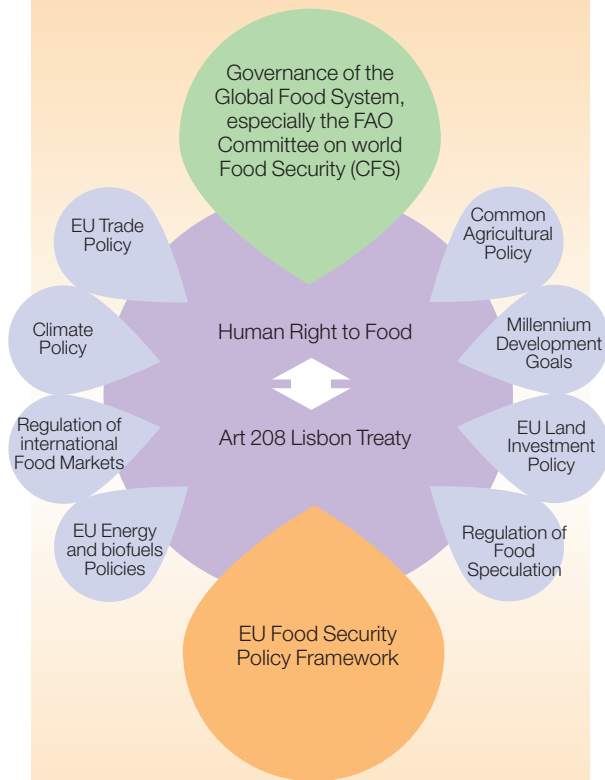 Governance of the
Global Food System,
especially the FAO
Committee on world
Food Security (CFS)
EU Trade
Policy
Common
Agricultural
Policy
Climate
Policy
Human Right to Food
Millennium
Development
Goals
Regulation of
international
Food Markets
Art 208 Lisbon Treaty
EU Land
Investment
Policy
EU Energy
and biofuels
Policies
Regulation of
Food
Speculation
EU Food Security
Policy Framework